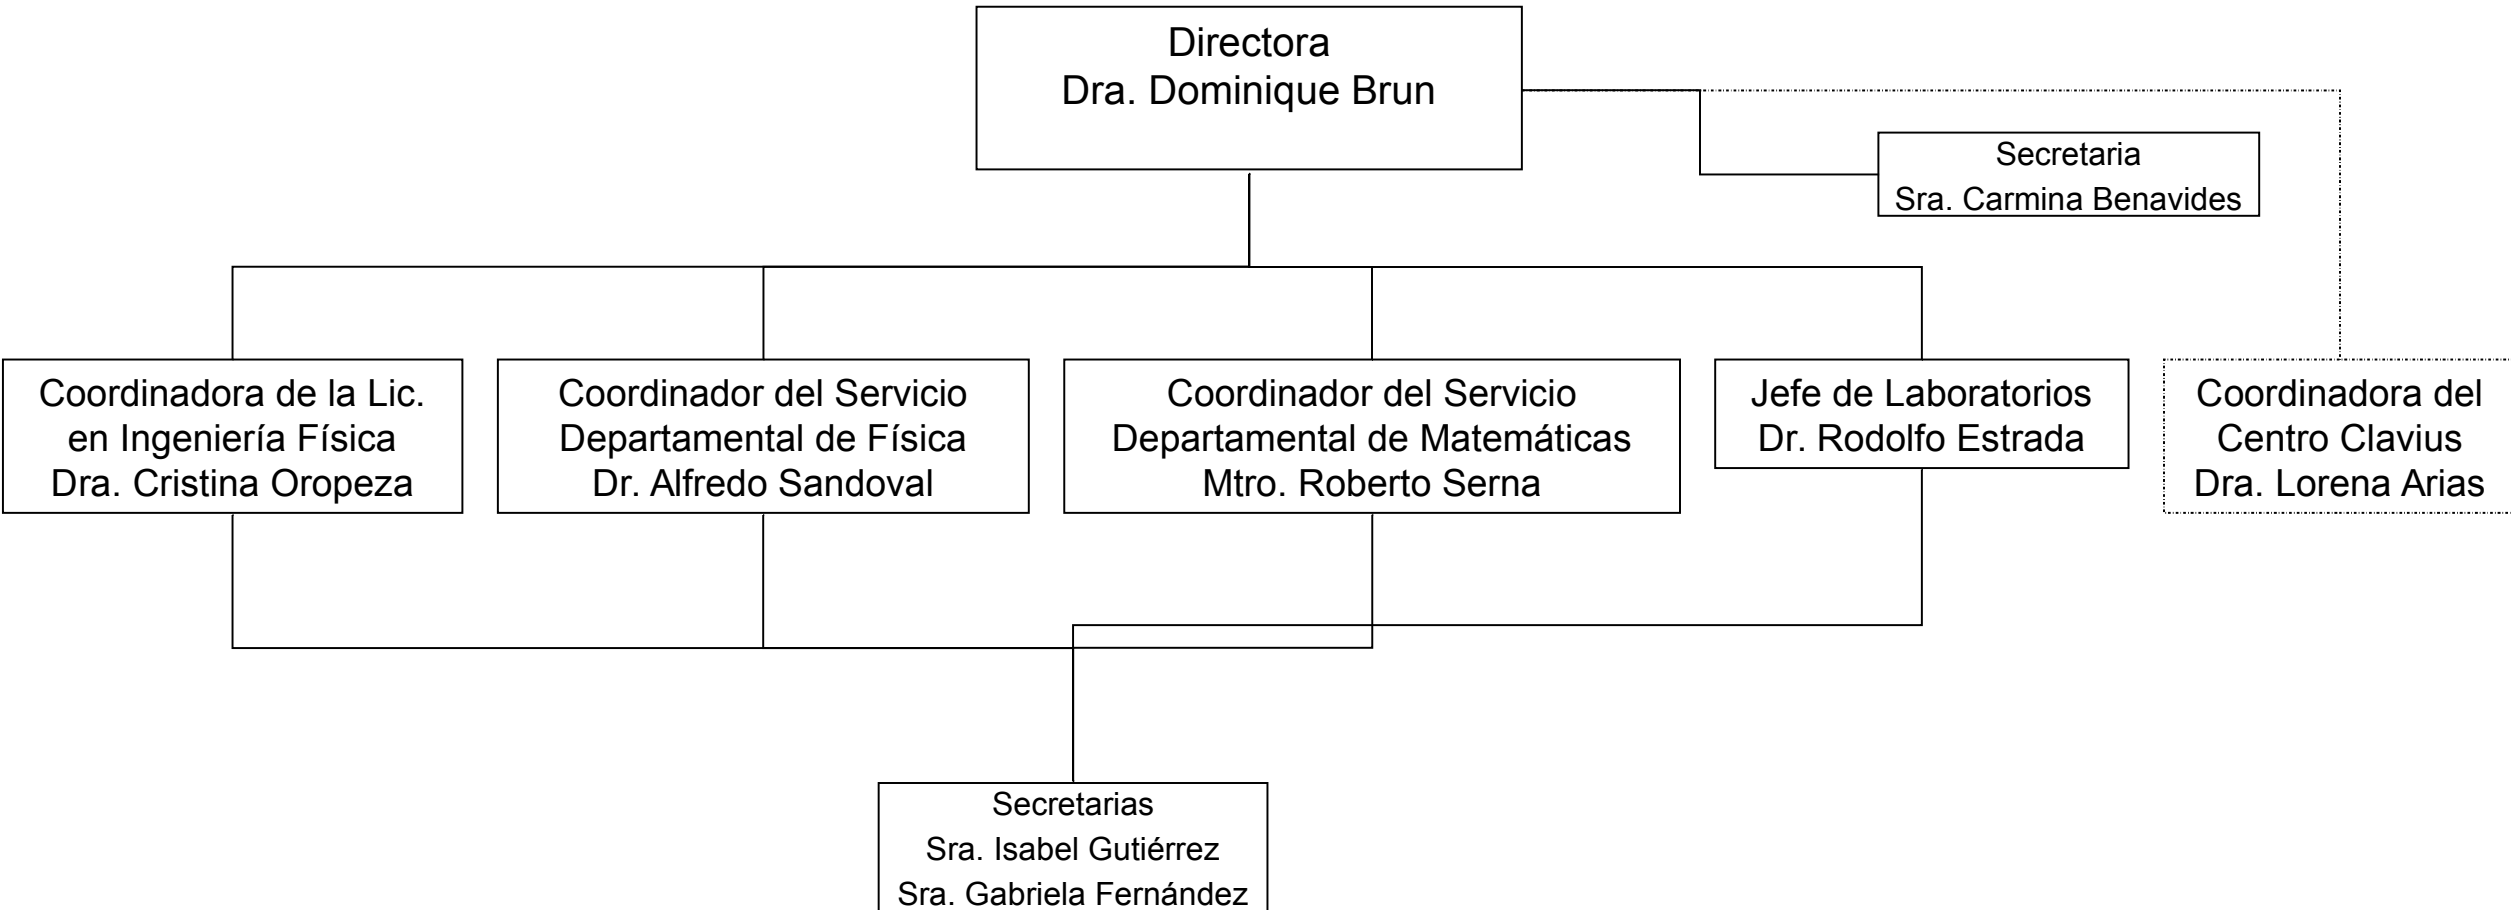 Directora
Dra. Dominique Brun
Secretaria
Sra. Carmina Benavides
Coordinadora de la Lic.
en Ingeniería Física
Dra. Cristina Oropeza
Coordinador del Servicio
Departamental de Física
Dr. Alfredo Sandoval
Coordinador del Servicio
Departamental de Matemáticas
Mtro. Roberto Serna
Jefe de Laboratorios
Dr. Rodolfo Estrada
Coordinadora del
Centro Clavius
Dra. Lorena Arias
Secretarias
Sra. Isabel Gutiérrez
Sra. Gabriela Fernández